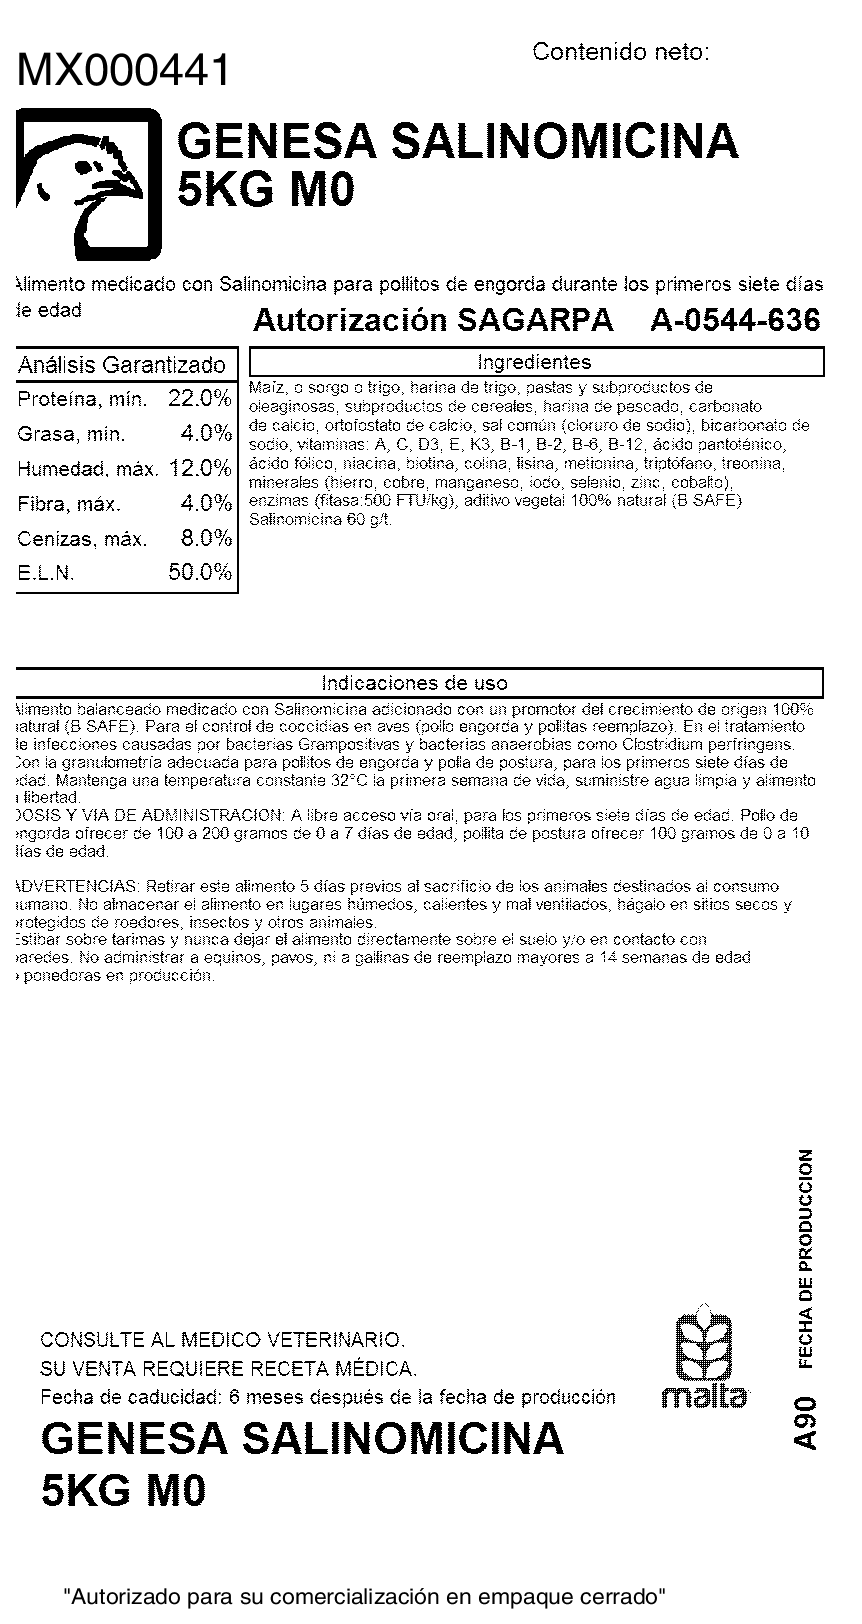 Contenido neto:
MX000441
GENESA SALINOMICINA
5KG M0
Alimento medicado con Salinomicina para pollitos de engorda durante los primeros siete días
de edad
Autorización SAGARPA A-0544-636
Análisis Garantizado
Proteína, mín. 22.0%
Grasa, mín. 4.0%
Humedad, máx. 12.0%
Fibra, máx. 4.0%
Cenizas, máx. 8.0%
E.L.N. 50.0%
Ingredientes
Maíz, o sorgo o trigo, harina de trigo, pastas y subproductos de
oleaginosas, subproductos de cereales, harina de pescado, carbonato
de calcio, ortofosfato de calcio, sal común (cloruro de sodio), bicarbonato de
sodio, vitaminas: A, C, D3, E, K3, B-1, B-2, B-6, B-12, ácido pantoténico,
ácido fólico, niacina, biotina, colina, lisina, metionina, triptófano, treonina,
minerales (hierro, cobre, manganeso, iodo, selenio, zinc, cobalto),
enzimas (fitasa:500 FTU/kg), aditivo vegetal 100% natural (B SAFE)
Salinomicina 60 g/t.
Indicaciones de uso
Alimento balanceado medicado con Salinomicina adicionado con un promotor del crecimiento de origen 100%
natural (B SAFE). Para el control de coccidias en aves (pollo engorda y pollitas reemplazo). En el tratamiento
de infecciones causadas por bacterias Grampositivas y bacterias anaerobias como Clostridium perfringens.
Con la granulometría adecuada para pollitos de engorda y polla de postura, para los primeros siete días de
edad. Mantenga una temperatura constante 32°C la primera semana de vida, suministre agua limpia y alimento
a libertad.
DOSIS Y VIA DE ADMINISTRACION: A libre acceso vía oral, para los primeros siete días de edad. Pollo de
engorda ofrecer de 100 a 200 gramos de 0 a 7 días de edad, pollita de postura ofrecer 100 gramos de 0 a 10
días de edad.
ADVERTENCIAS: Retirar este alimento 5 días previos al sacrificio de los animales destinados al consumo
humano. No almacenar el alimento en lugares húmedos, calientes y mal ventilados, hágalo en sitios secos y
protegidos de roedores, insectos y otros animales.
Estibar sobre tarimas y nunca dejar el alimento directamente sobre el suelo y/o en contacto con
paredes. No administrar a equinos, pavos, ni a gallinas de reemplazo mayores a 14 semanas de edad
o ponedoras en producción.
A90 FECHA DE PRODUCCION
CONSULTE AL MEDICO VETERINARIO.
SU VENTA REQUIERE RECETA MÉDICA.
Fecha de caducidad: 6 meses después de la fecha de producción
malta
GENESA SALINOMICINA
5KG M0
"Autorizado para su comercialización en empaque cerrado"